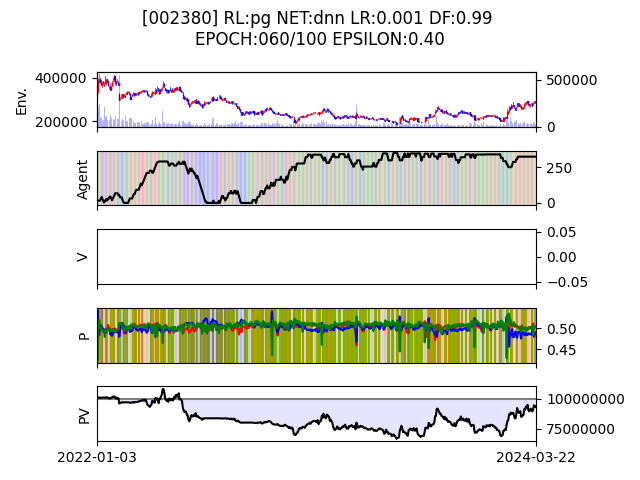 [002380] RL:pg NET:dnn LR:0.001 DF:0.99
EPOCH:060/100 EPSILON:0.40
Env.
400000
200000
500000
0
Agent
250
0
V
0.05
0.00
−0.05
P
0.50
0.45
PV
100000000
75000000
2022-01-03
2024-03-22